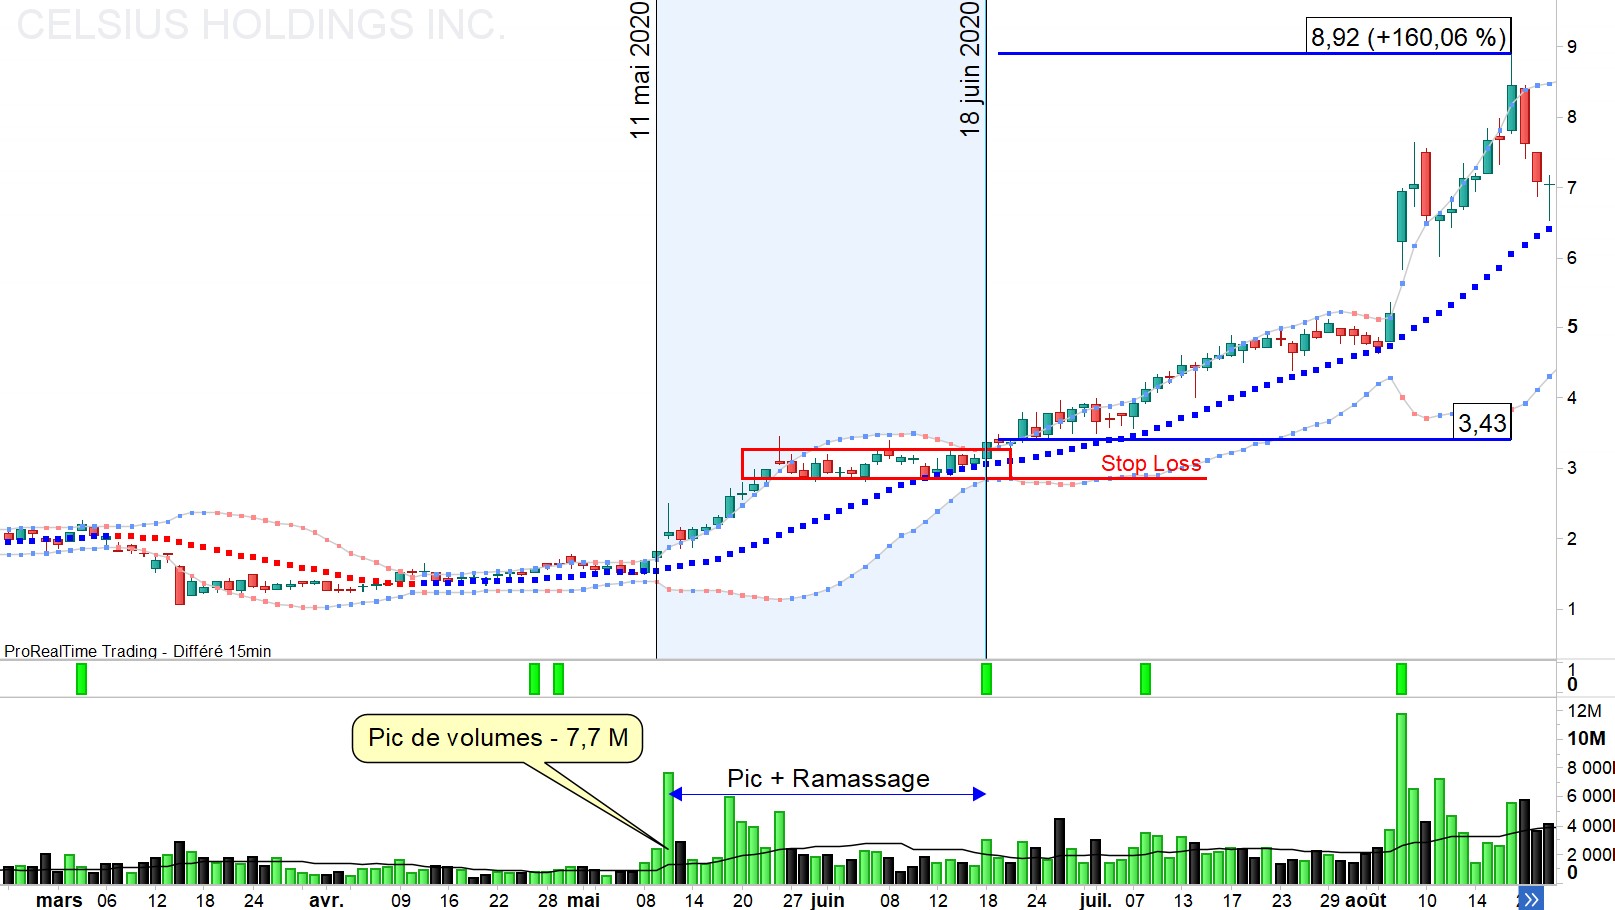 CELSIUS HOLDINGS INC.
11 mai 2020
18 juin 2020
8,92 (+160,06 %)
9
8
7
6
5
4
3,43
Stop Loss
3
2
1
ProRealTime Trading - Différé 15min
1
0
12M
Pic de volumes - 7,7 M
10M
Pic + Ramassage
8 000
6 000
4 000
2 000
0
mars 06 12 18 24 avr. 09 16 22 28 mai 08 14 20 27 juin 08 12 18 24 juil. 07 13 17 23 29 août 10 14